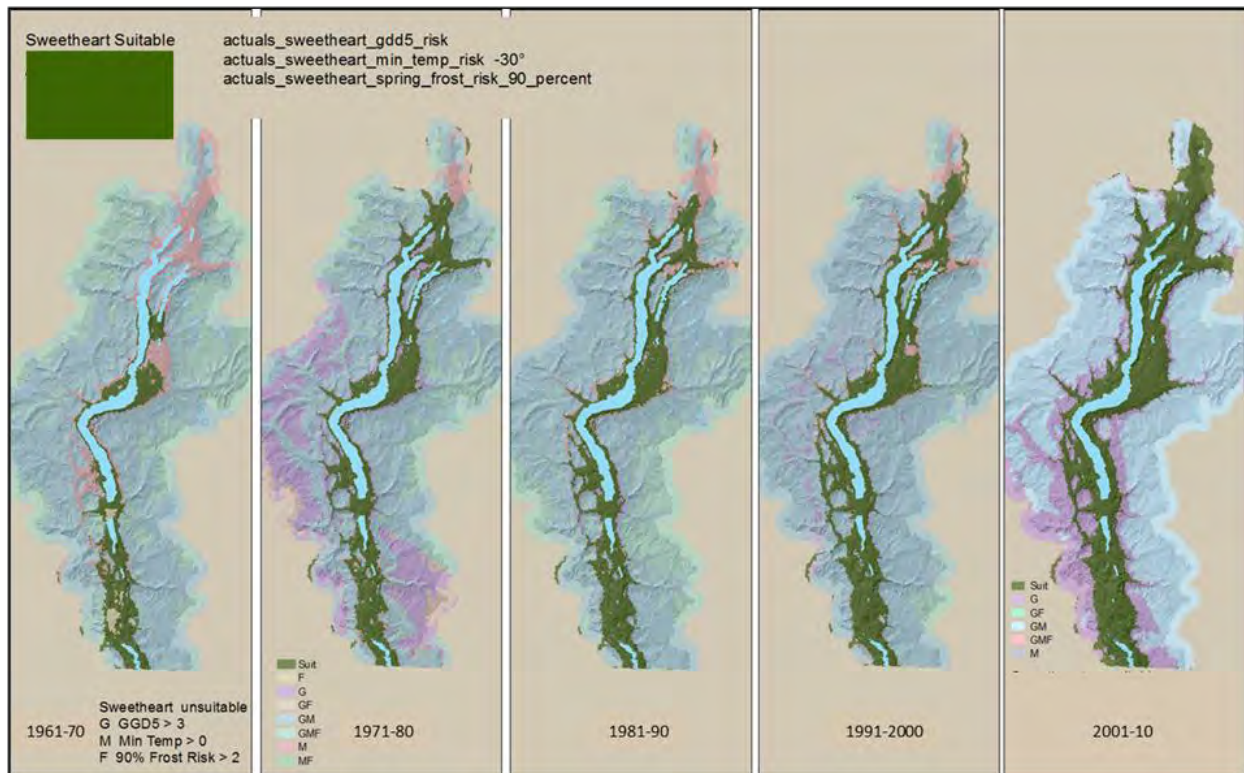 Sweetheart Suitable
actuals_sweetheart_gdd5_risk
actuals_sweetheart_min_temp_risk -30°
actuals_sweetheart_spring_frost_risk_90_percent
Suit
F
G
GF
GM
GMF
M
MF
Suit
G
GF
GM
GMF
M
Sweetheart unsuitable
G GGD5 > 3
M Min Temp > 0
F 90% Frost Risk > 2
1961-70
1971-80
1981-90
1991-2000
2001-10